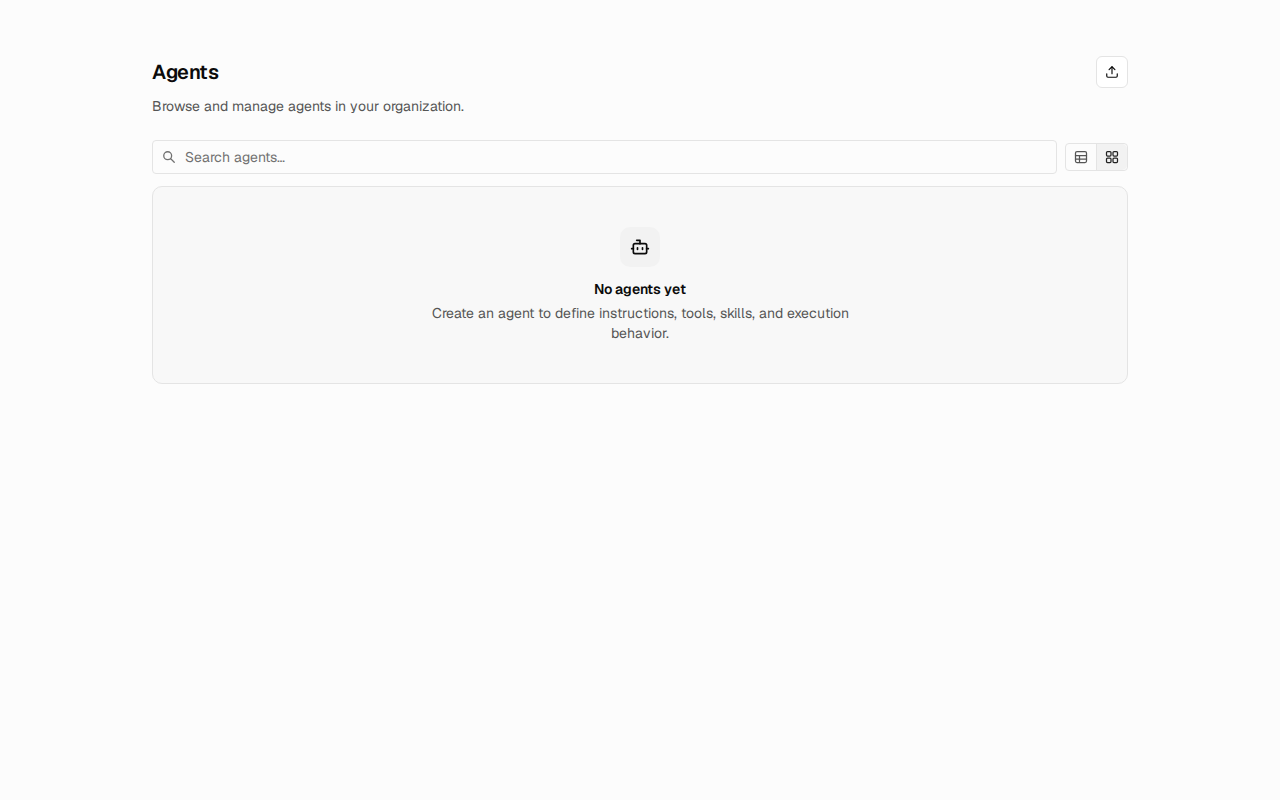 Agents
Browse and manage agents in your organization.
Search agents...
No agents yet
Create an agent to define instructions, tools, skills, and execution
behavior.